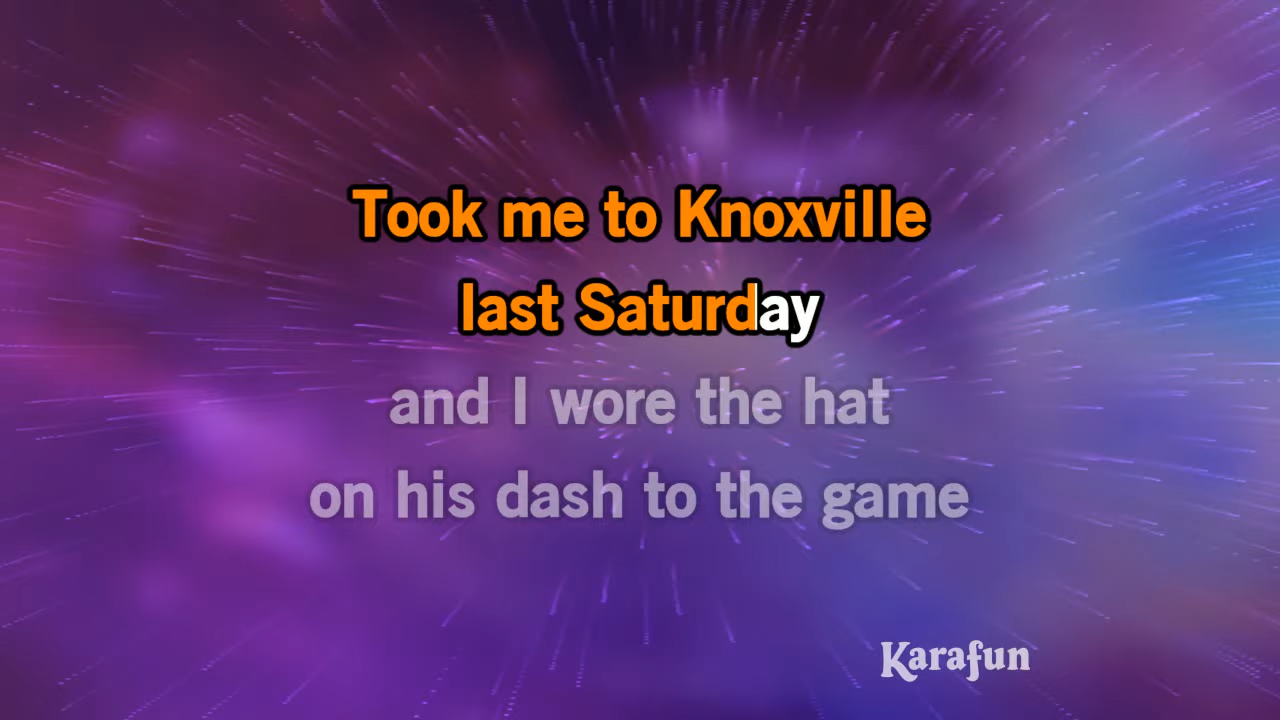 Took me to Knoxville
last Saturday
and I wore the hat
on his dash to the game
Karafun